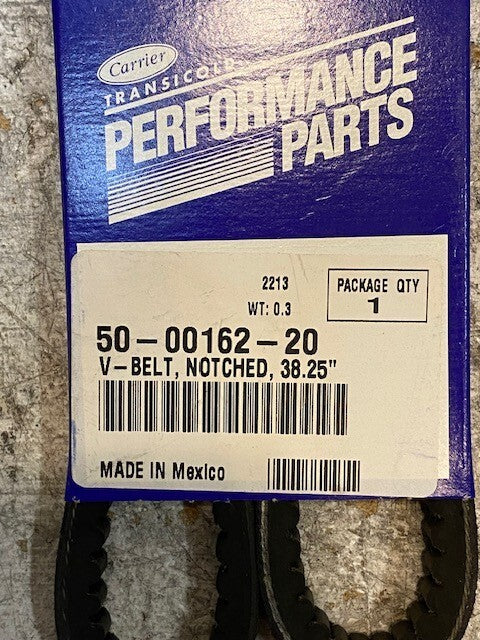 Carrier
TRANSICOLD
PERFORMANCE
PARTS
2213
WT: 0.3
PACKAGE QTY
1
50-00162-20
V-BELT, NOTCHED, 38.25"
MADE IN Mexico